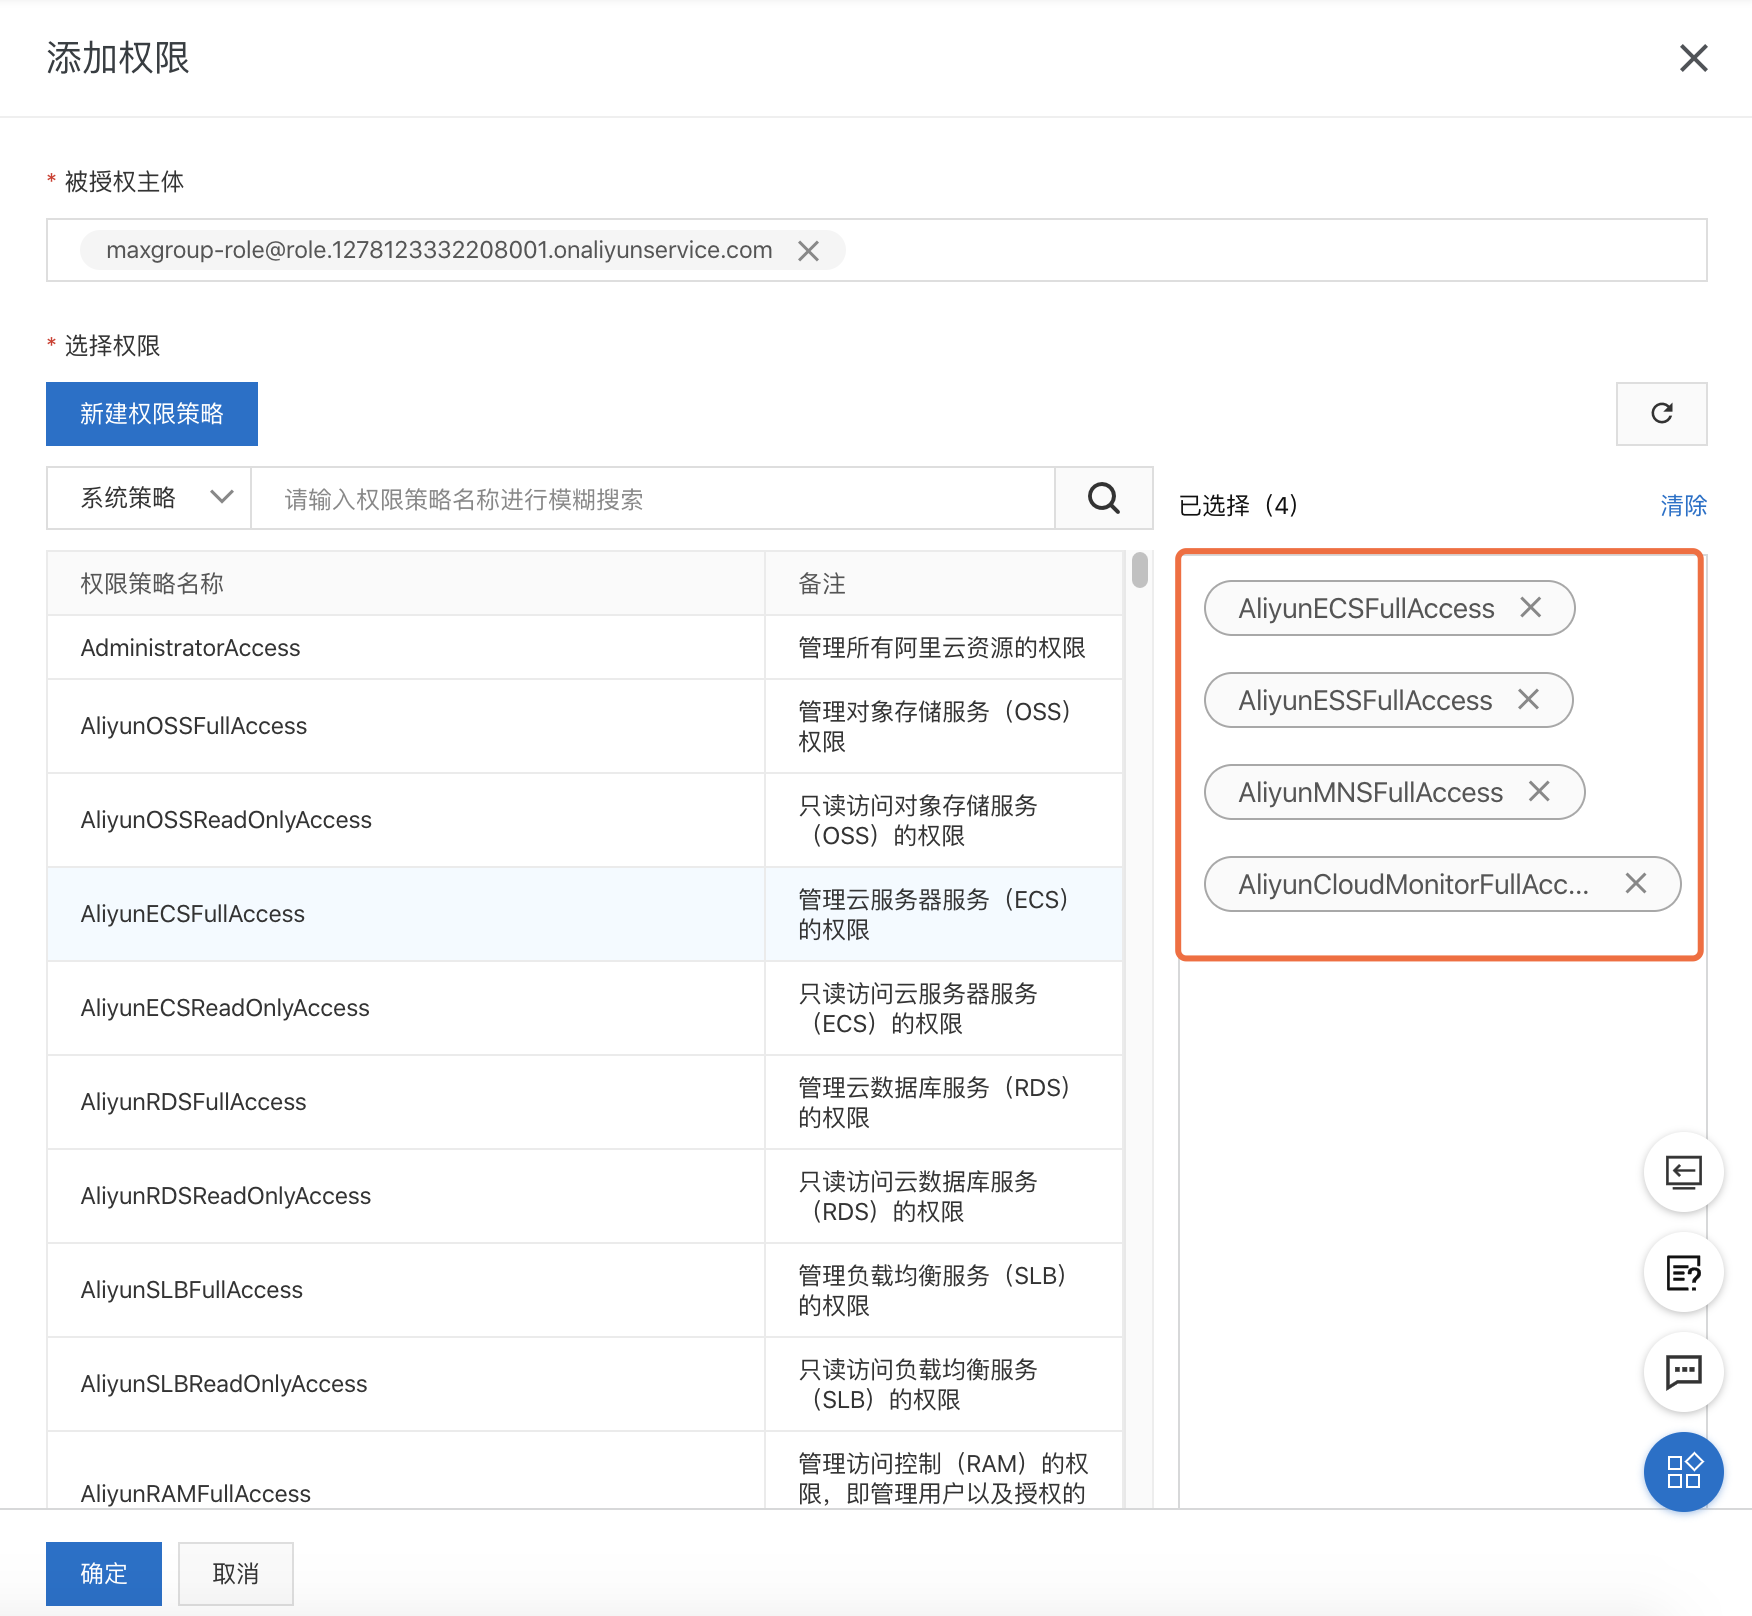 添加权限
* 被授权主体
maxgroup-role@role.1278123332208001.onaliyunservice.com
* 选择权限
新建权限策略
系统策略
请输入权限策略名称进行模糊搜索
已选择（4）
清除
权限策略名称
备注
AdministratorAccess
管理所有阿里云资源的权限
AliyunOSSFullAccess
管理对象存储服务（OSS）
权限
AliyunOSSReadOnlyAccess
只读访问对象存储服务
（OSS）的权限
AliyunECSFullAccess
管理云服务器服务（ECS）
的权限
AliyunECSReadOnlyAccess
只读访问云服务器服务
（ECS）的权限
AliyunRDSFullAccess
管理云数据库服务（RDS）
的权限
AliyunRDSReadOnlyAccess
只读访问云数据库服务
（RDS）的权限
AliyunSLBFullAccess
管理负载均衡服务（SLB）
的权限
AliyunSLBReadOnlyAccess
只读访问负载均衡服务
（SLB）的权限
AliyunRAMFullAccess
管理访问控制（RAM）的权
限，即管理用户以及授权的
AliyunECSFullAccess
AliyunESSFullAccess
AliyunMNSFullAccess
AliyunCloudMonitorFullAcc...
确定
取消